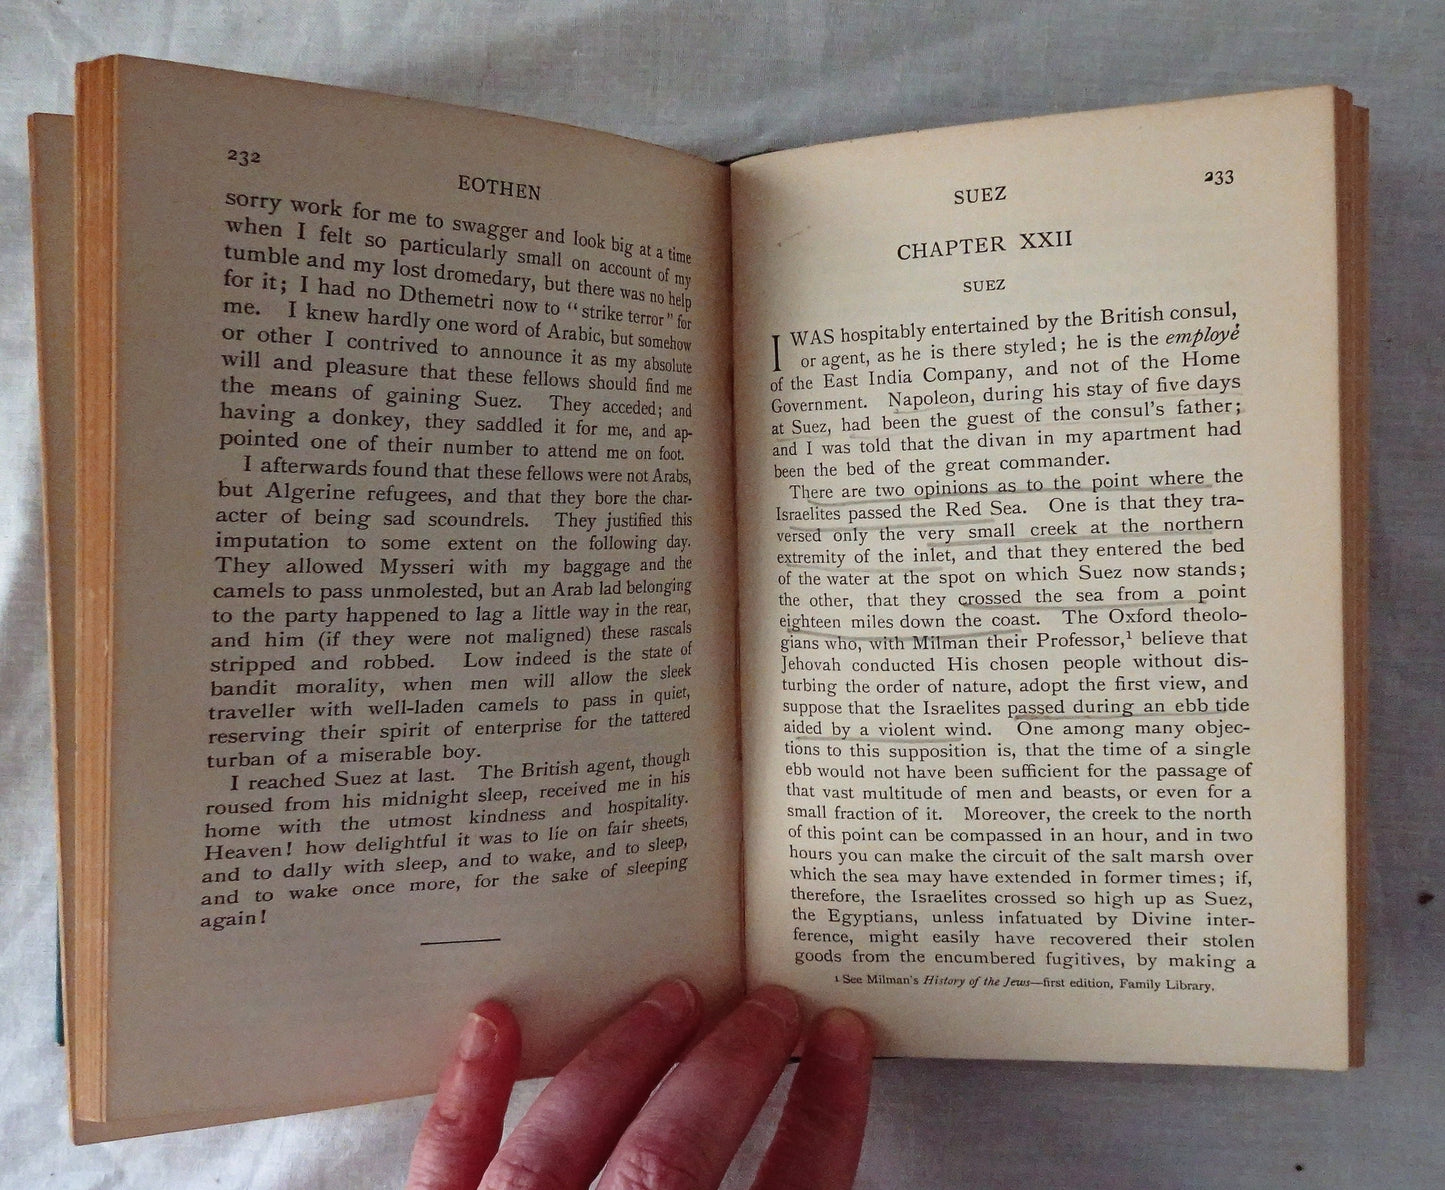 232
EOTHEN
sorry work for me to swagger and look big at a time
when I felt so particularly small on account of my
tumble and my lost dromedary, but there was no help
for it; I had no Dthemetri now to "strike terror" for
me. I knew hardly one word of Arabic, but somehow
or other I contrived to announce it as my absolute
will and pleasure that these fellows should find me
the means of gaining Suez. They acceded; and
having a donkey, they saddled it for me, and ap-
pointed one of their number to attend me on foot.
I afterwards found that these fellows were not Arabs,
but Algerine refugees, and that they bore the char-
acter of being sad scoundrels. They justified this
imputation to some extent on the following day.
They allowed Mysseri with my baggage and the
camels to pass unmolested, but an Arab lad belonging
to the party happened to lag a little way in the rear,
and him (if they were not maligned) these rascals
stripped and robbed. Low indeed is the state of
bandit morality, when men will allow the sleek
traveller with well-laden camels to pass in quiet,
reserving their spirit of enterprise for the tattered
turban of a miserable boy.
I reached Suez at last. The British agent, though
roused from his midnight sleep, received me in his
home with the utmost kindness and hospitality.
Heaven! how delightful it was to lie on fair sheets,
and to dally with sleep, and to wake, and to sleep,
and to wake once more, for the sake of sleeping
again!
SUEZ
233
CHAPTER XXII
SUEZ
I WAS hospitably entertained by the British consul,
or agent, as he is there styled; he is the employé
of the East India Company, and not of the Home
Government. Napoleon, during his stay of five days
at Suez, had been the guest of the consul's father;
and I was told that the divan in my apartment had
been the bed of the great commander.
There are two opinions as to the point where the
Israelites passed the Red Sea. One is that they tra-
versed only the very small creek at the northern
extremity of the inlet, and that they entered the bed
of the water at the spot on which Suez now stands;
the other, that they crossed the sea from a point
eighteen miles down the coast. The Oxford theolo-
gians who, with Milman their Professor,¹ believe that
Jehovah conducted His chosen people without dis-
turbing the order of nature, adopt the first view, and
suppose that the Israelites passed during an ebb tide
aided by a violent wind. One among many objec-
tions to this supposition is, that the time of a single
ebb would not have been sufficient for the passage of
that vast multitude of men and beasts, or even for a
small fraction of it. Moreover, the creek to the north
of this point can be compassed in an hour, and in two
hours you can make the circuit of the salt marsh over
which the sea may have extended in former times; if,
therefore, the Israelites crossed so high up as Suez,
the Egyptians, unless infatuated by Divine inter-
ference, might easily have recovered their stolen
goods from the encumbered fugitives, by making a
¹ See Milman's History of the Jews—first edition, Family Library.